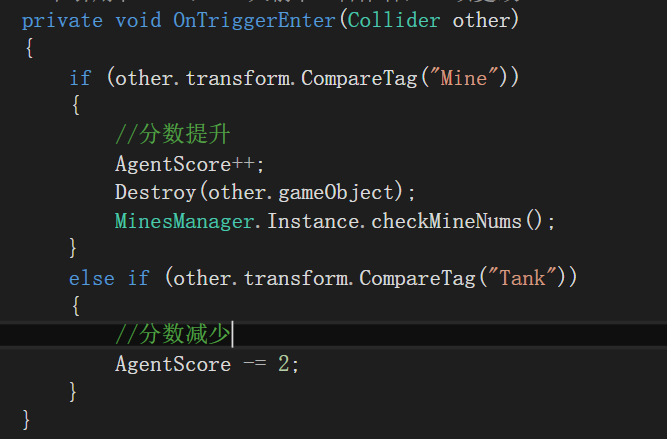 private void OnTriggerEnter(Collider other)
{
if (other.transform.CompareTag("Mine"))
{
//分数提升
AgentScore++;
Destroy(other.gameObject);
MinesManager.Instance.checkMineNums();
}
else if (other.transform.CompareTag("Tank"))
{
//分数减少
AgentScore -= 2;
}
}